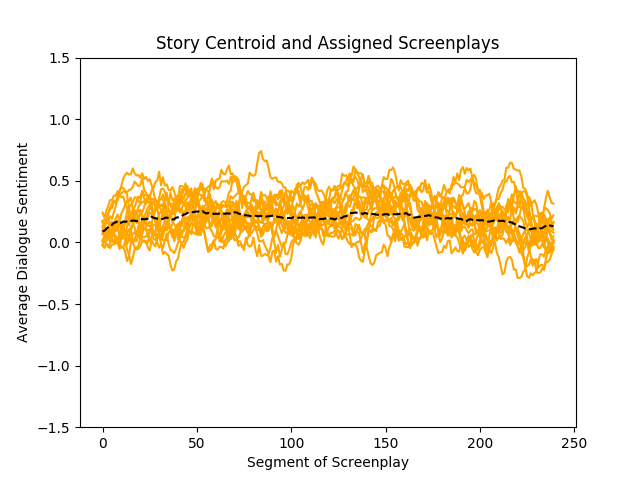 Story Centroid and Assigned Screenplays
1.5
1.0
0.5
0.0
−0.5
−1.0
−1.5
Average Dialogue Sentiment
0 50 100 150 200 250
Segment of Screenplay